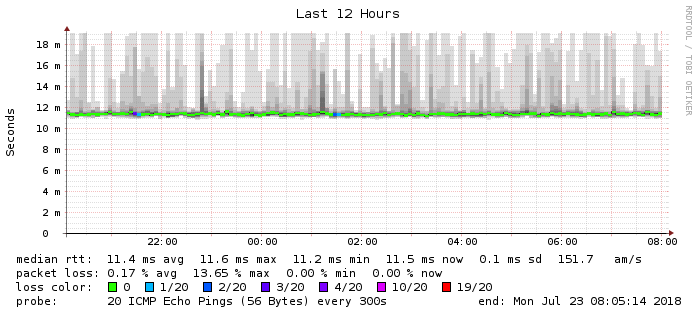 Last 12 Hours
RRDTOOL / TOBI OETIKER
Seconds
18 m
16 m
14 m
12 m
10 m
8 m
6 m
4 m
2 m
0
22:00 00:00 02:00 04:00 06:00 08:00
median rtt: 11.4 ms avg 11.6 ms max 11.2 ms min 11.5 ms now 0.1 ms sd 151.7 am/s
packet loss: 0.17 % avg 13.65 % max 0.00 % min 0.00 % now
loss color: 0 1/20 2/20 3/20 4/20 10/20 19/20
probe: 20 ICMP Echo Pings (56 Bytes) every 300s end: Mon Jul 23 08:05:14 2018